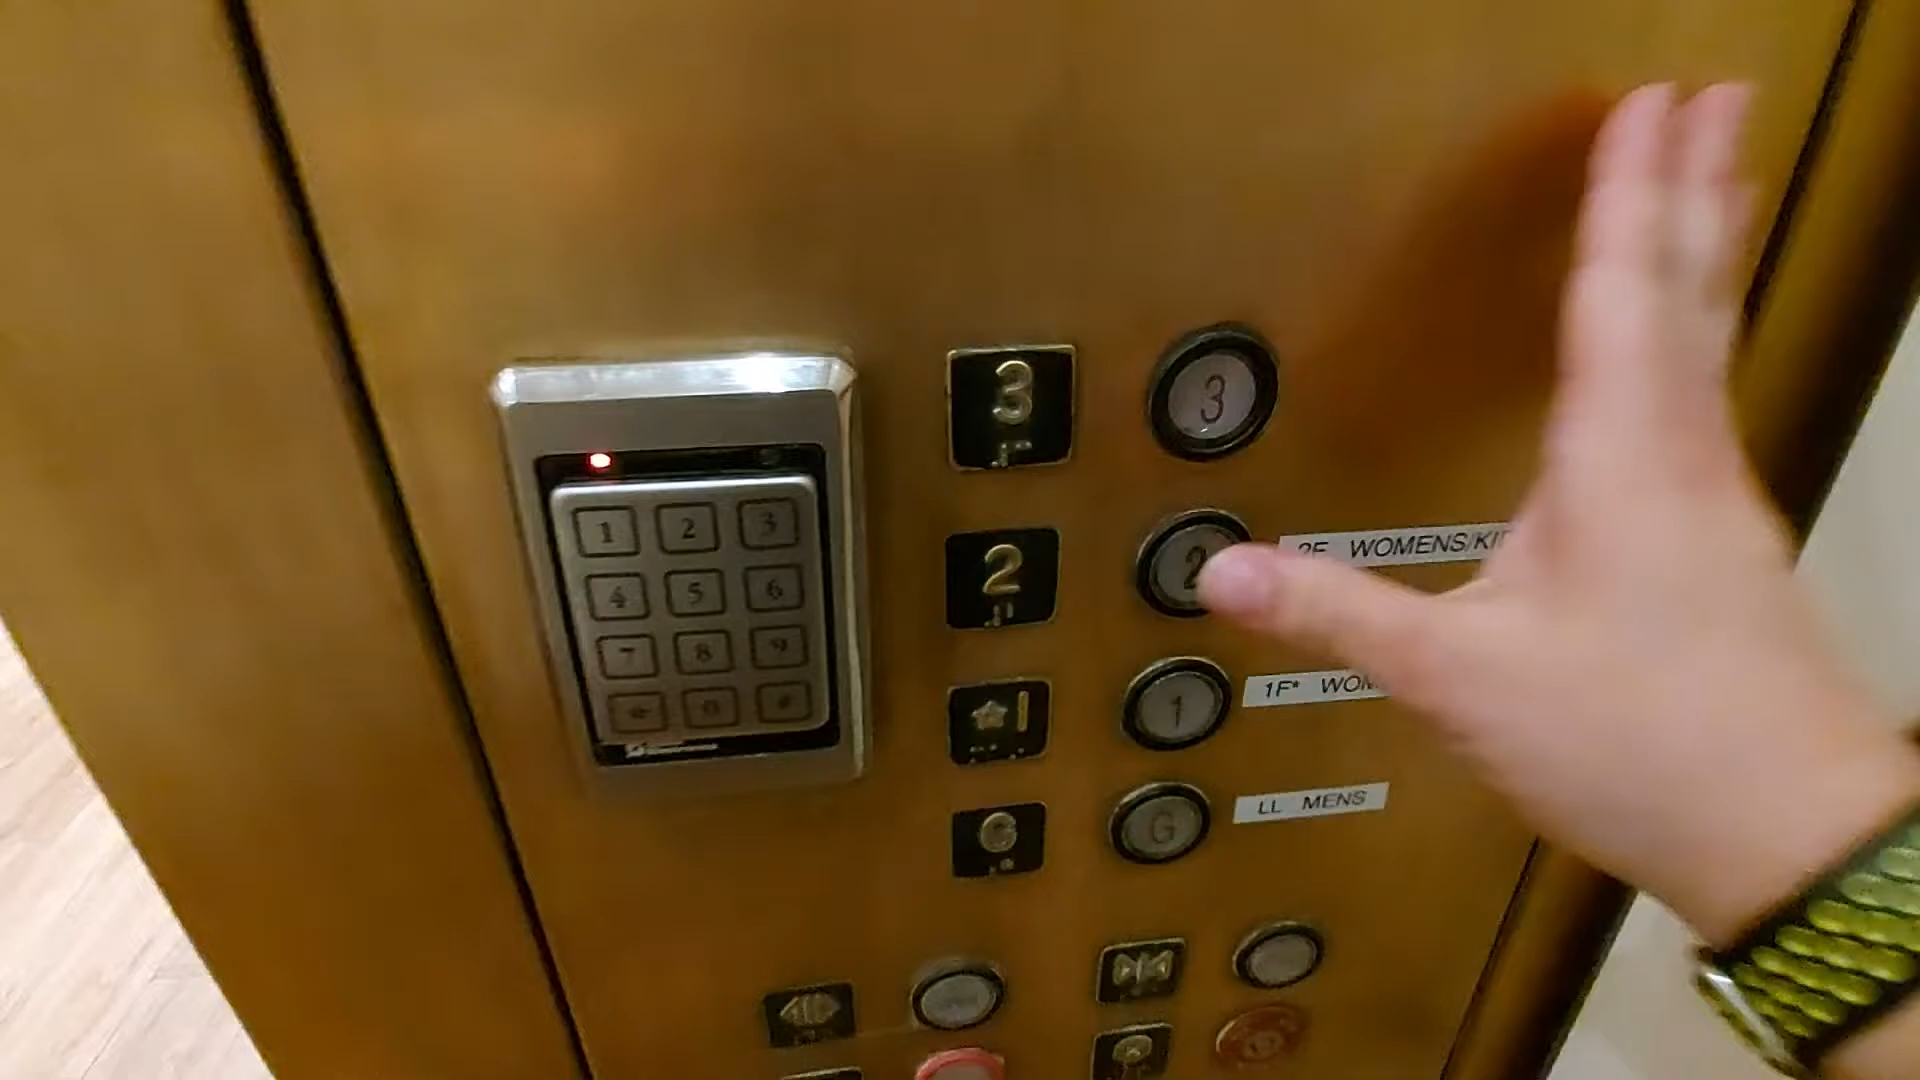 3 3
1 2 3
4 5 6
7 8 9
* 0 #
2 2 2F WOMENS/KI
★1 1 1F* WOM
G G LL MENS